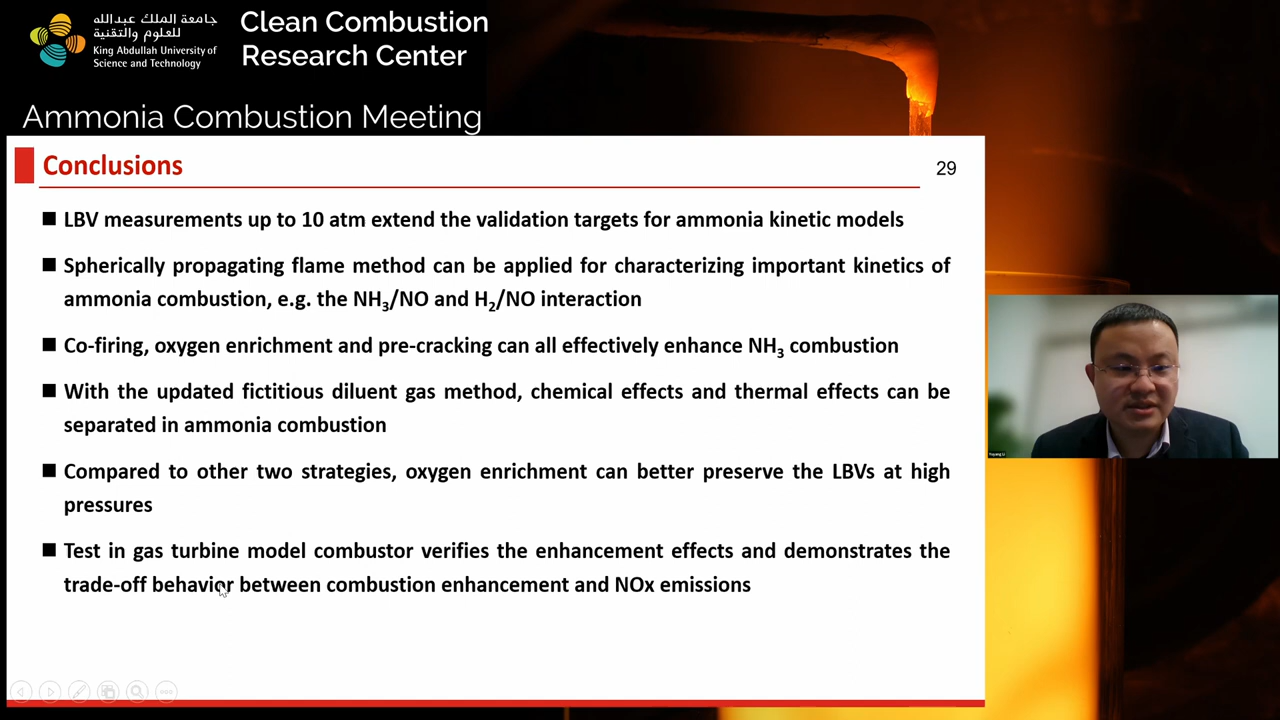 جامعة الملك عبدالله
للعلوم والتقنية
King Abdullah University of
Science and Technology
Clean Combustion
Research Center
Ammonia Combustion Meeting
Conclusions
29
■ LBV measurements up to 10 atm extend the validation targets for ammonia kinetic models
■ Spherically propagating flame method can be applied for characterizing important kinetics of
ammonia combustion, e.g. the NH₃/NO and H₂/NO interaction
■ Co-firing, oxygen enrichment and pre-cracking can all effectively enhance NH₃ combustion
■ With the updated fictitious diluent gas method, chemical effects and thermal effects can be
separated in ammonia combustion
■ Compared to other two strategies, oxygen enrichment can better preserve the LBVs at high
pressures
■ Test in gas turbine model combustor verifies the enhancement effects and demonstrates the
trade-off behavior between combustion enhancement and NOx emissions
Yuyang Li